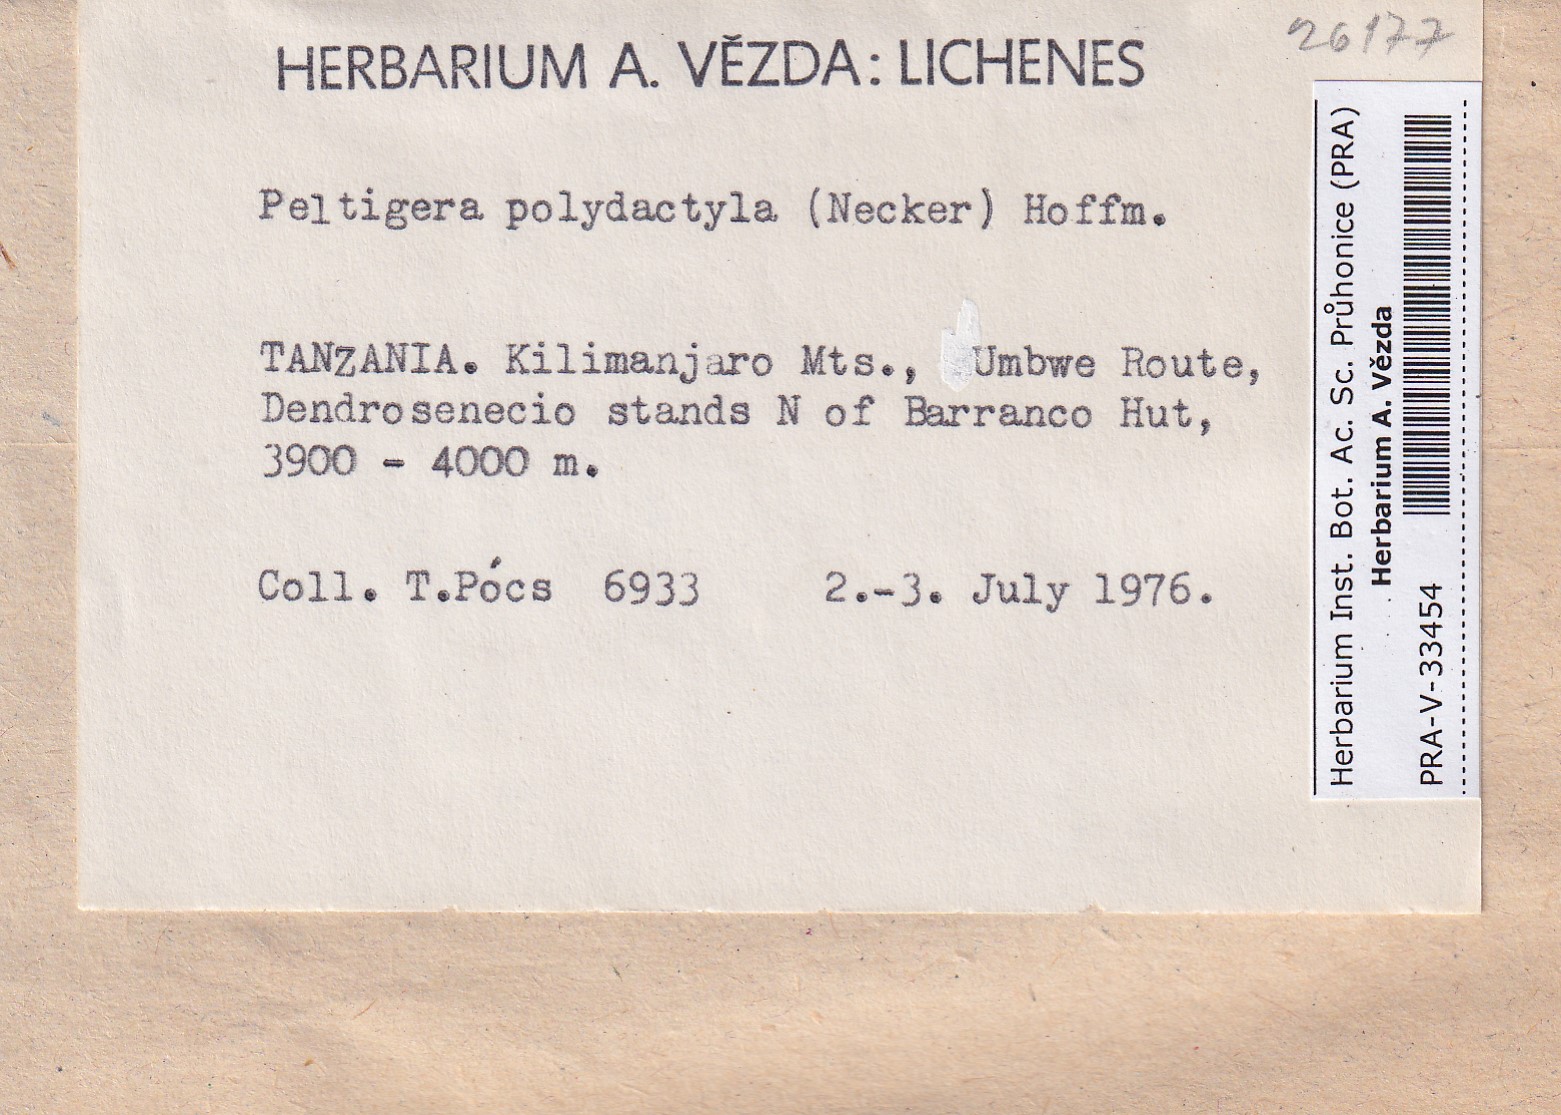 26177
HERBARIUM A. VĚZDA: LICHENES
Peltigera polydactyla (Necker) Hoffm.
TANZANIA. Kilimanjaro Mts., Umbwe Route,
Dendrosenecio stands N of Barranco Hut,
3900 - 4000 m.
Coll. T.Pócs 6933 2.-3. July 1976.
Herbarium Inst. Bot. Ac. Sc. Průhonice (PRA)
Herbarium A. Vězda
PRA-V-33454